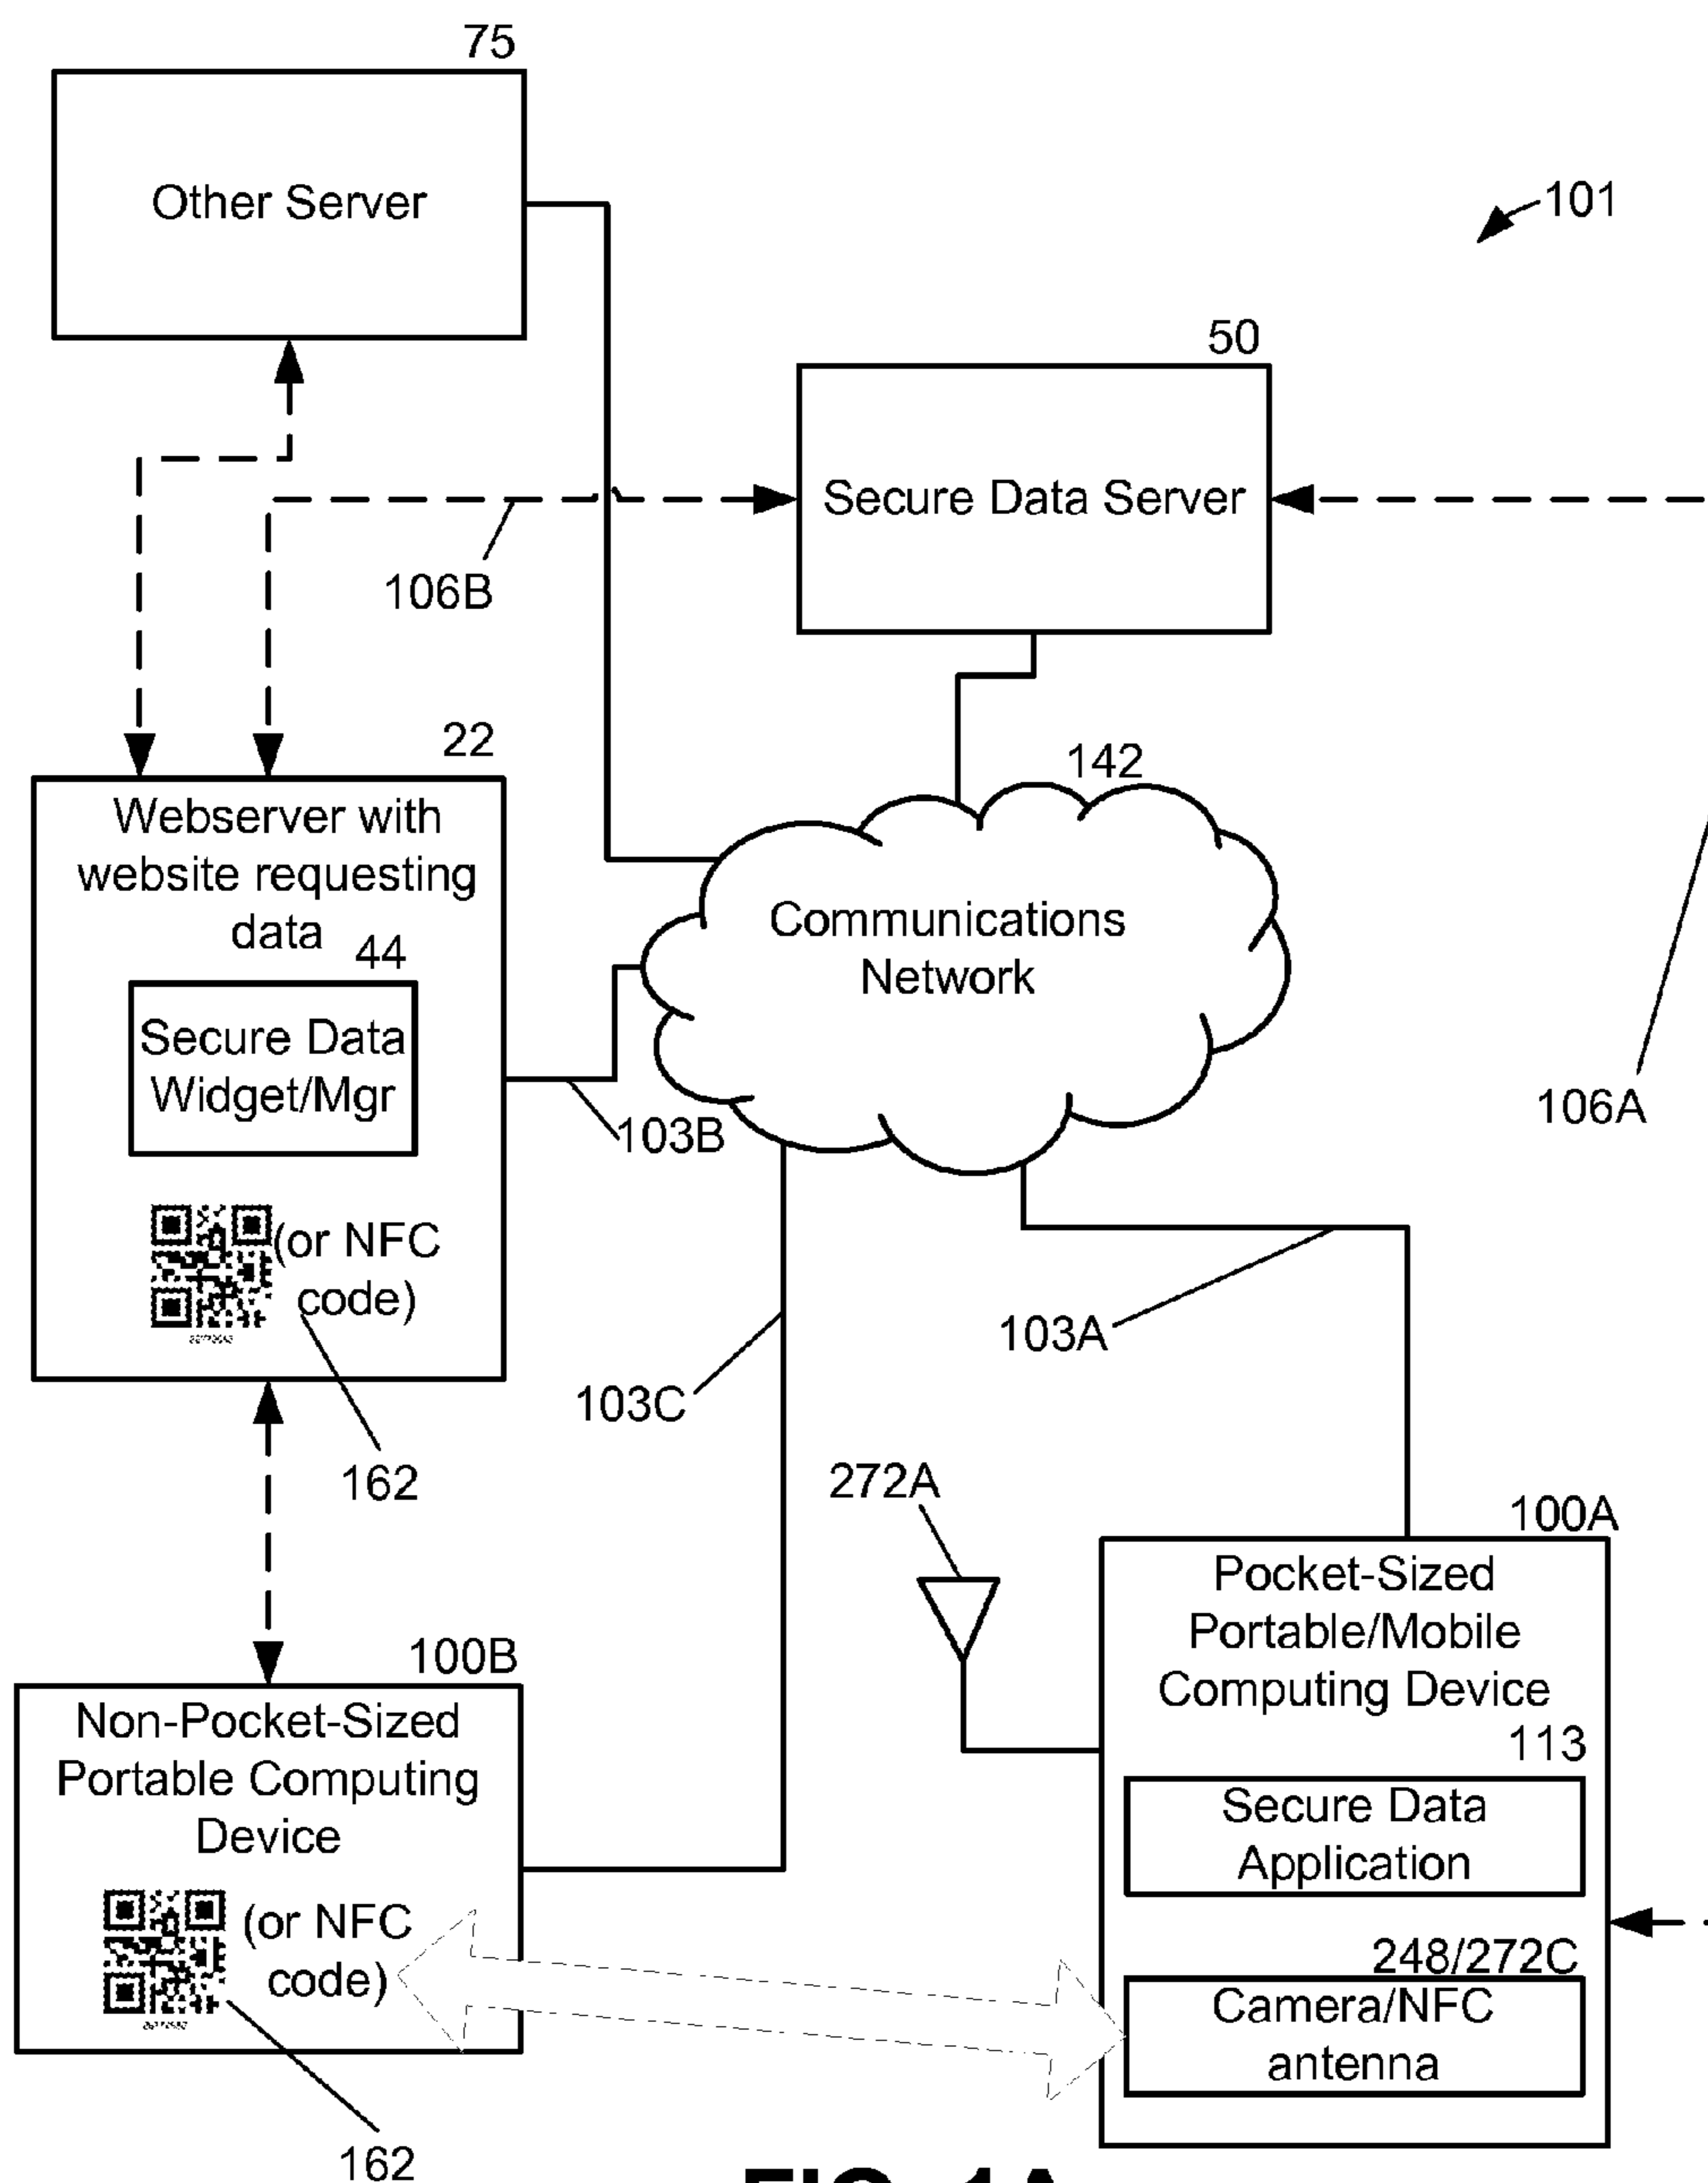 75
Other Server
101
50
Secure Data Server
106B
22
Webserver with
website requesting
data
44
Secure Data
Widget/Mgr
142
Communications
Network
106A
103B
(or NFC
code)
103A
103C
162
272A
100A
Pocket-Sized
Portable/Mobile
Computing Device
113
Secure Data
Application
248/272C
Camera/NFC
antenna
100B
Non-Pocket-Sized
Portable Computing
Device
(or NFC
code)
162
FIG. 1A